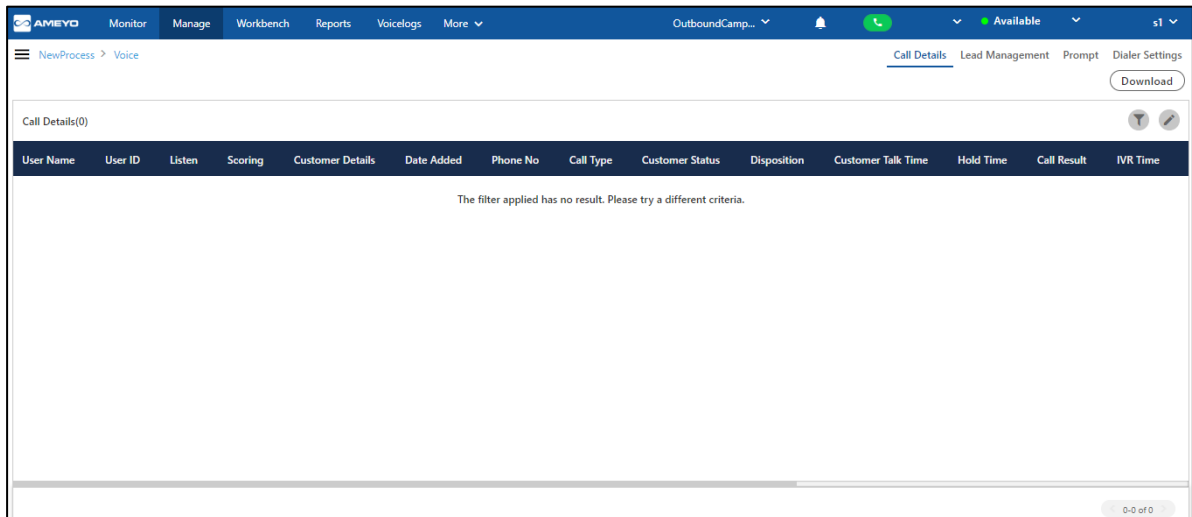 AMEYO Monitor Manage Workbench Reports Voicelogs More OutboundCamp... Available s1
NewProcess > Voice Call Details Lead Management Prompt Dialer Settings
Download
Call Details(0)
User Name User ID Listen Scoring Customer Details Date Added Phone No Call Type Customer Status Disposition Customer Talk Time Hold Time Call Result IVR Time
The filter applied has no result. Please try a different criteria.
< 0-0 of 0 >